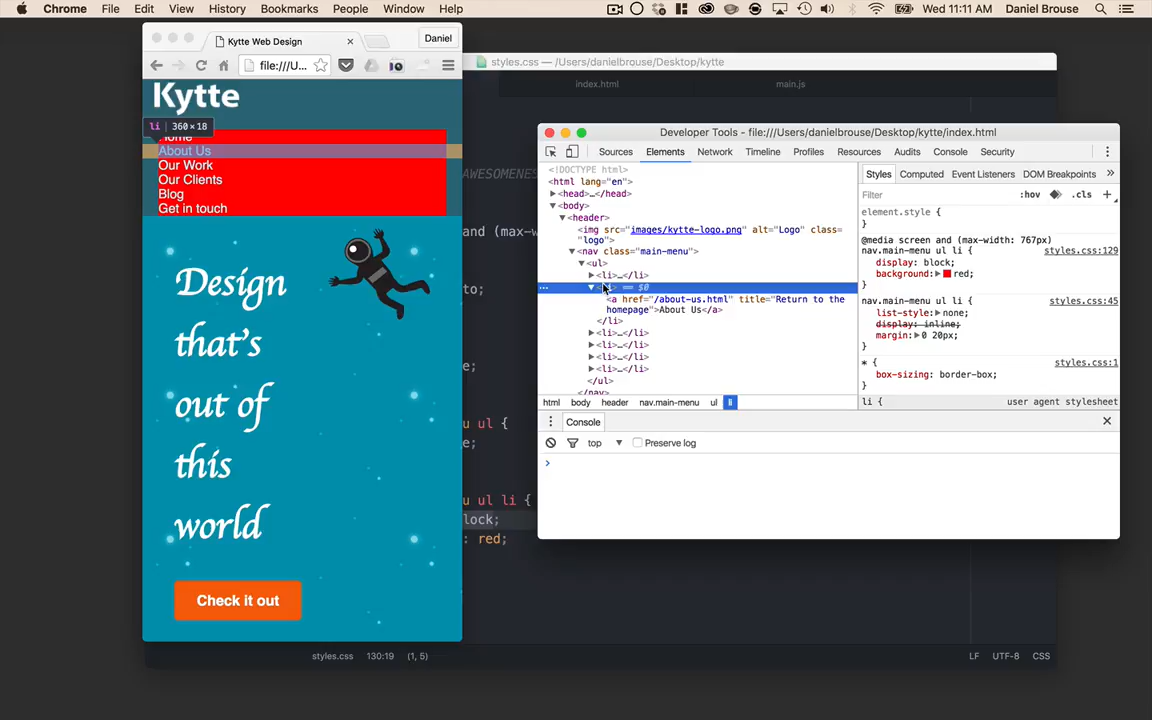 Chrome File Edit View History Bookmarks People Window Help
Wed 11:11 AM Daniel Brouse
Kytte Web Design
Daniel
file:///U...
Kytte
li 360×18
Home
About Us
Our Work
Our Clients
Blog
Get in touch
Design
that's
out of
this
world
Check it out
styles.css — /Users/danielbrouse/Desktop/kytte
index.html main.js
AWESOMENES
and (max-w
to;
e;
u ul {
e;
u ul li {
lock;
: red;
styles.css 130:19 (1, 5)
LF UTF-8 CSS
Developer Tools - file:///Users/danielbrouse/Desktop/kytte/index.html
Sources Elements Network Timeline Profiles Resources Audits Console Security
<!DOCTYPE html>
<html lang="en">
<head>…</head>
<body>
<header>
<img src="images/kytte-logo.png" alt="Logo" class=
"logo">
<nav class="main-menu">
<ul>
<li>…</li>
<li> == $0
<a href="/about-us.html" title="Return to the
homepage">About Us</a>
</li>
<li>…</li>
<li>…</li>
<li>…</li>
<li>…</li>
</ul>
</nav>
html body header nav.main-menu ul li
Styles Computed Event Listeners DOM Breakpoints »
Filter :hov .cls +
element.style {
}
@media screen and (max-width: 767px)
nav.main-menu ul li { styles.css:129
display: block;
background: red;
}
nav.main-menu ul li { styles.css:45
list-style: none;
display: inline;
margin: 0 20px;
}
* { styles.css:1
box-sizing: border-box;
}
li { user agent stylesheet
Console
top Preserve log
>